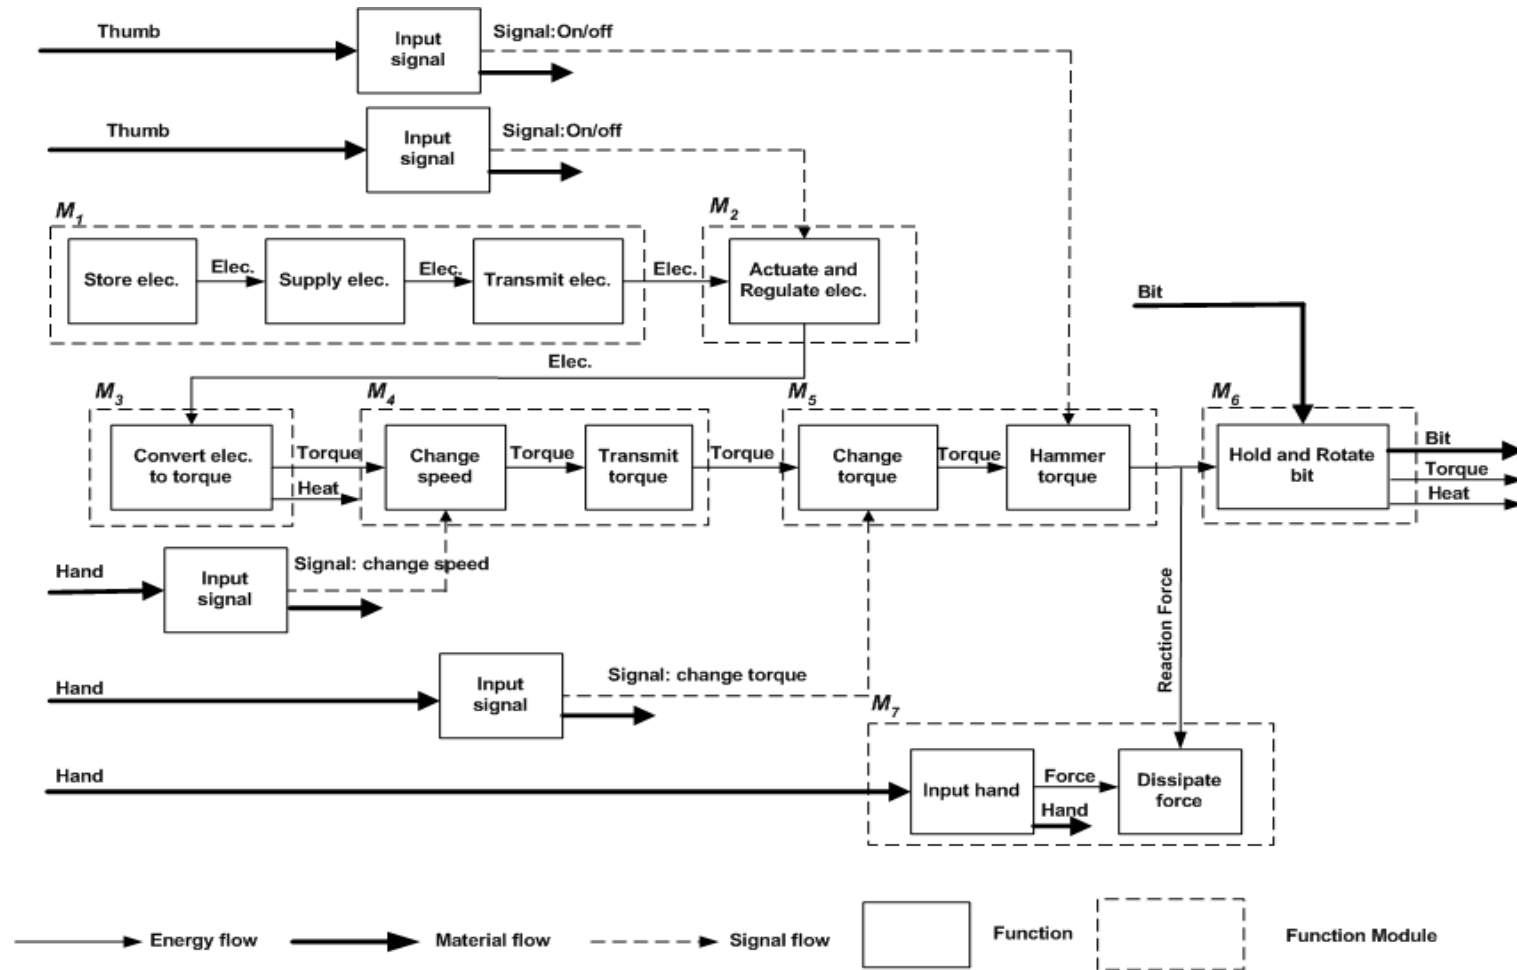 Thumb
Input
signal
Signal:On/off
Thumb
Input
signal
Signal:On/off
M1
Store elec.
Elec.
Supply elec.
Elec.
Transmit elec.
Elec.
M2
Actuate and
Regulate elec.
Bit
Elec.
M3
Convert elec.
to torque
Torque
Heat
M4
Change
speed
Torque
Transmit
torque
Torque
M5
Change
torque
Torque
Hammer
torque
M6
Hold and Rotate
bit
Bit
Torque
Heat
Hand
Input
signal
Signal: change speed
Hand
Input
signal
Signal: change torque
Reaction Force
M7
Hand
Input hand
Force
Hand
Dissipate
force
Energy flow
Material flow
Signal flow
Function
Function Module